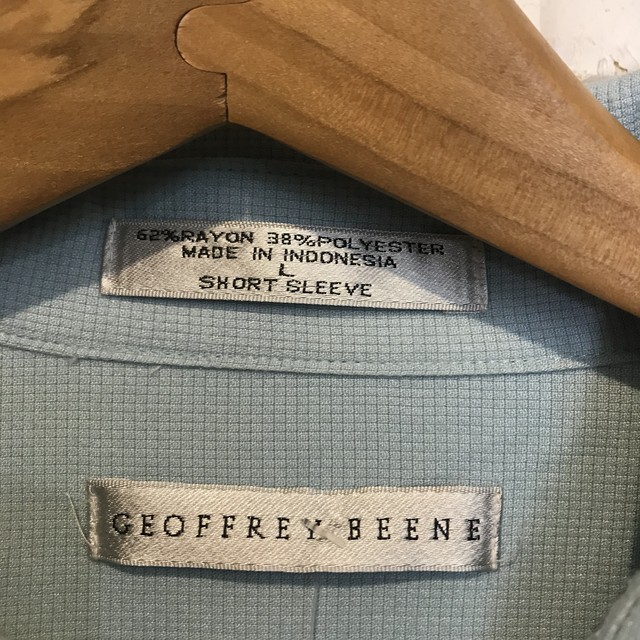 62%RAYON 38%POLYESTER
MADE IN INDONESIA
L
SHORT SLEEVE
GEOFFREY BEENE